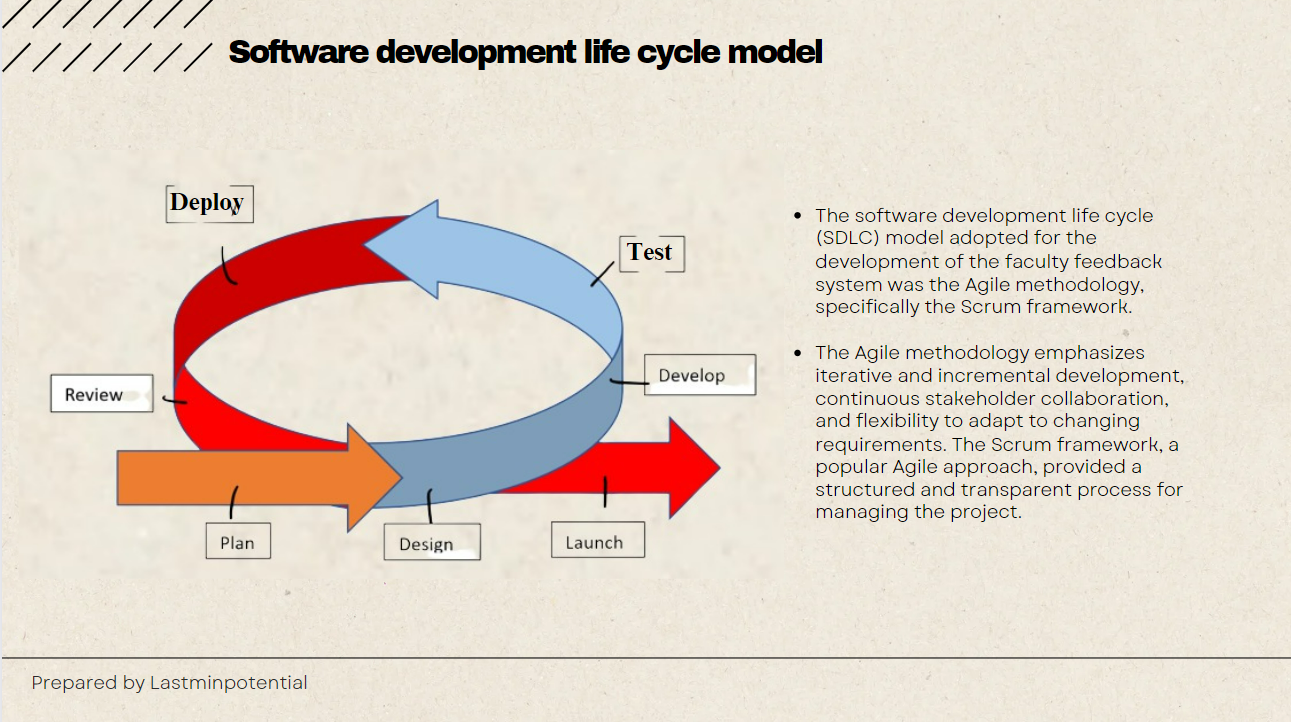 Software development life cycle model
Deploy
Test
Review
Develop
Plan
Design
Launch
• The software development life cycle
(SDLC) model adopted for the
development of the faculty feedback
system was the Agile methodology,
specifically the Scrum framework.
• The Agile methodology emphasizes
iterative and incremental development,
continuous stakeholder collaboration,
and flexibility to adapt to changing
requirements. The Scrum framework, a
popular Agile approach, provided a
structured and transparent process for
managing the project.
Prepared by Lastminpotential